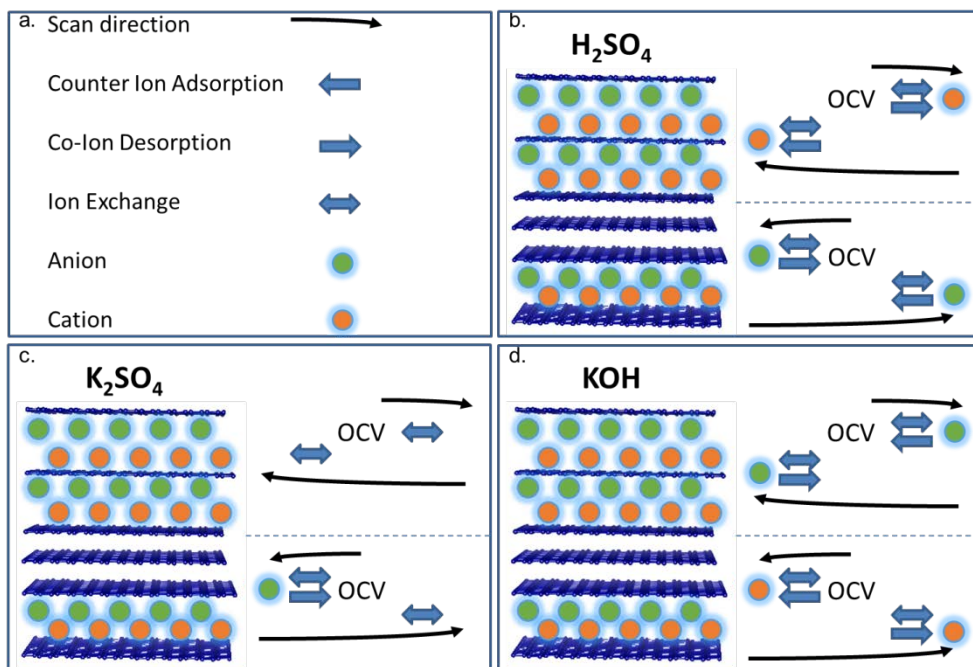 a.
Scan direction
Counter Ion Adsorption
Co-Ion Desorption
Ion Exchange
Anion
Cation
b.
H₂SO₄
OCV
OCV
c.
K₂SO₄
OCV
OCV
d.
KOH
OCV
OCV